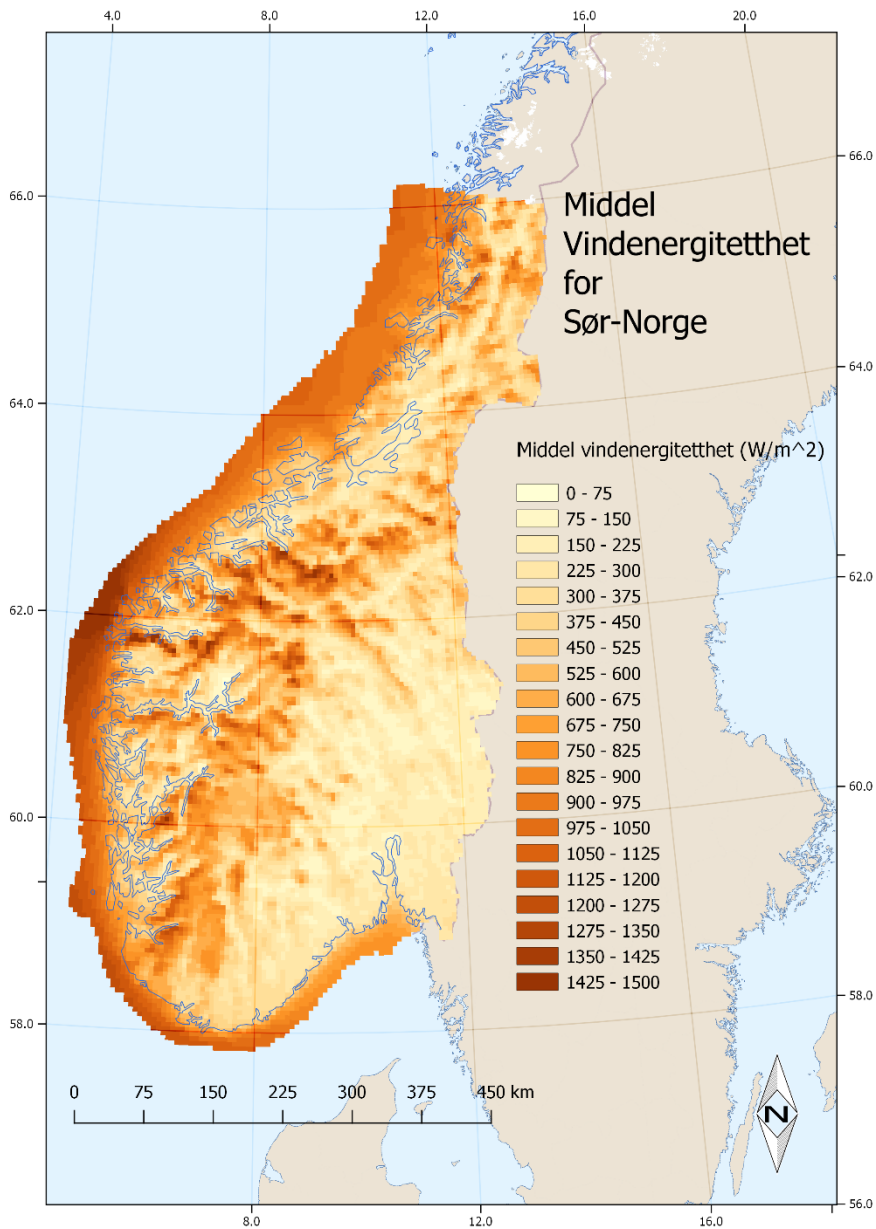 4.0
8.0
12.0
16.0
20.0
66.0
66.0
Middel
Vindenergitetthet
for
Sør-Norge
64.0
64.0
Middel vindenergitetthet (W/m^2)
0 - 75
75 - 150
150 - 225
225 - 300
300 - 375
375 - 450
450 - 525
525 - 600
600 - 675
675 - 750
750 - 825
825 - 900
900 - 975
975 - 1050
1050 - 1125
1125 - 1200
1200 - 1275
1275 - 1350
1350 - 1425
1425 - 1500
62.0
62.0
60.0
60.0
58.0
58.0
0 75 150 225 300 375 450 km
N
56.0
8.0
12.0
16.0